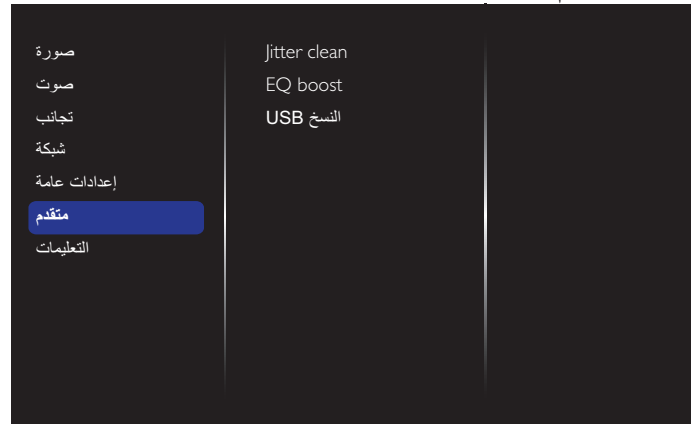 صورة
صوت
تجانب
شبكة
إعدادات عامة
متقدم
التعليمات
Jitter clean
EQ boost
النسخ USB